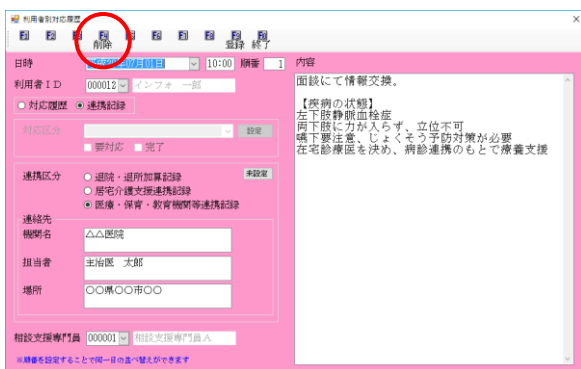 利用者別対応履歴
削除
登録 終了
日時
07月01日
10:00
順番
1
内容
利用者ID
000012
インフォ 一郎
対応履歴
連携記録
対応区分
設定
要対応
完了
連携区分
退院・退所加算記録
未設定
居宅介護支援連携記録
医療・保育・教育機関等連携記録
連絡先
機関名
△△医院
担当者
主治医 太郎
場所
○○県○○市○○
相談支援専門員
000001
相談支援専門員A
※順番を設定することで同一日の並べ替えができます
面談にて情報交換。
【疾病の状態】
左下肢静脈血栓症
両下肢に力が入らず、立位不可
嚥下要注意、じょくそう予防対策が必要
在宅診療医を決め、病診連携のもとで療養支援